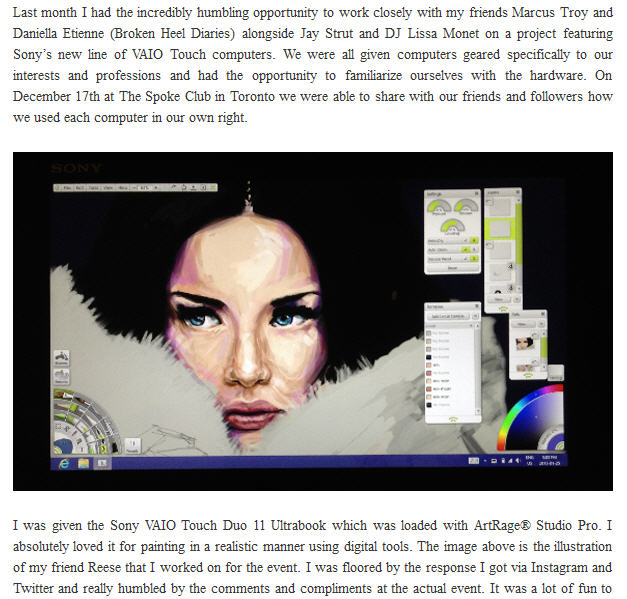 Last month I had the incredibly humbling opportunity to work closely with my friends Marcus Troy and
Daniella Etienne (Broken Heel Diaries) alongside Jay Strut and DJ Lissa Monet on a project featuring
Sony's new line of VAIO Touch computers. We were all given computers geared specifically to our
interests and professions and had the opportunity to familiarize ourselves with the hardware. On
December 17th at The Spoke Club in Toronto we were able to share with our friends and followers how
we used each computer in our own right.
SONY
I was given the Sony VAIO Touch Duo 11 Ultrabook which was loaded with ArtRage® Studio Pro. I
absolutely loved it for painting in a realistic manner using digital tools. The image above is the illustration
of my friend Reese that I worked on for the event. I was floored by the response I got via Instagram and
Twitter and really humbled by the comments and compliments at the actual event. It was a lot of fun to